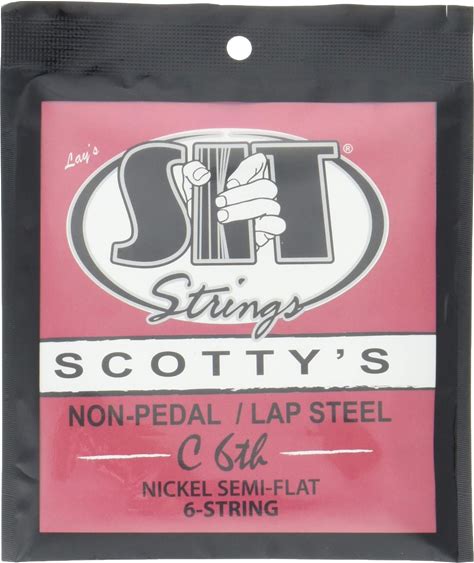 Lay's
SIT®
Strings
SCOTTY'S
NON-PEDAL / LAP STEEL
C 6th
NICKEL SEMI-FLAT
6-STRING